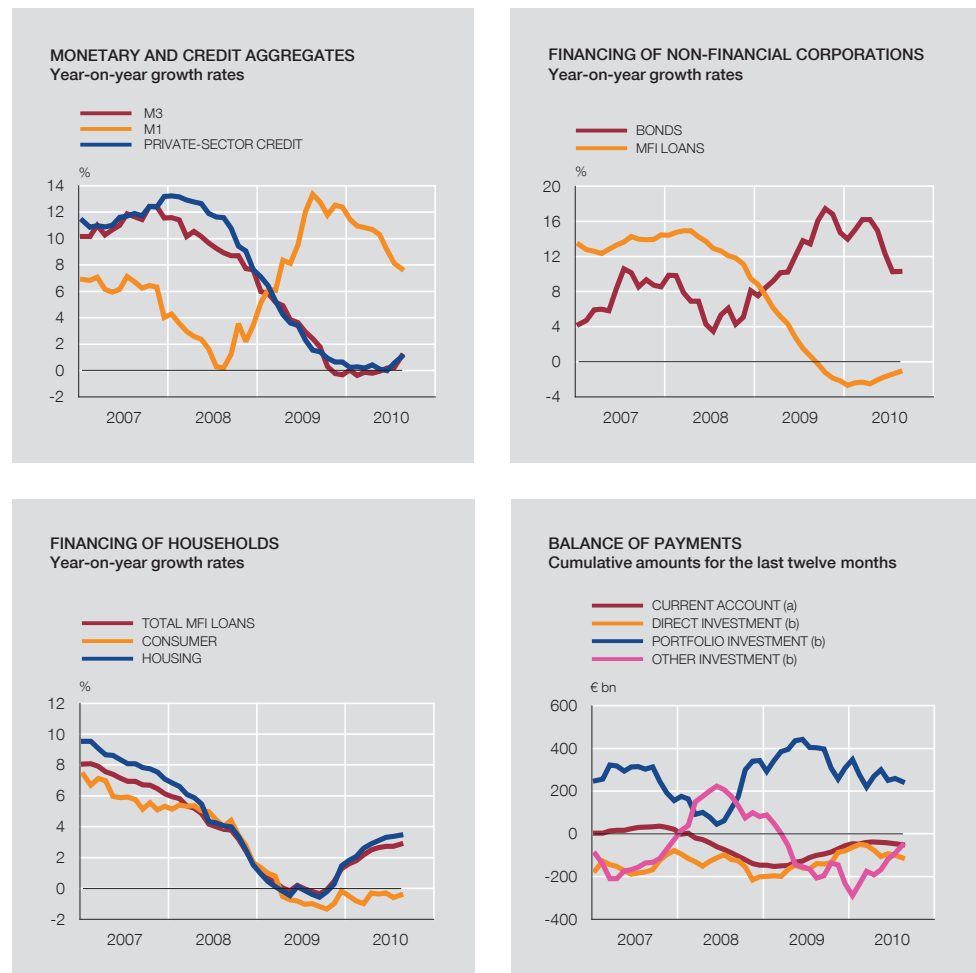 MONETARY AND CREDIT AGGREGATES
Year-on-year growth rates
M3
M1
PRIVATE-SECTOR CREDIT
%
14
12
10
8
6
4
2
0
-2
2007 2008 2009 2010
FINANCING OF NON-FINANCIAL CORPORATIONS
Year-on-year growth rates
BONDS
MFI LOANS
%
20
16
12
8
4
0
-4
2007 2008 2009 2010
FINANCING OF HOUSEHOLDS
Year-on-year growth rates
TOTAL MFI LOANS
CONSUMER
HOUSING
%
12
10
8
6
4
2
0
-2
2007 2008 2009 2010
BALANCE OF PAYMENTS
Cumulative amounts for the last twelve months
CURRENT ACCOUNT (a)
DIRECT INVESTMENT (b)
PORTFOLIO INVESTMENT (b)
OTHER INVESTMENT (b)
€ bn
600
400
200
0
-200
-400
2007 2008 2009 2010